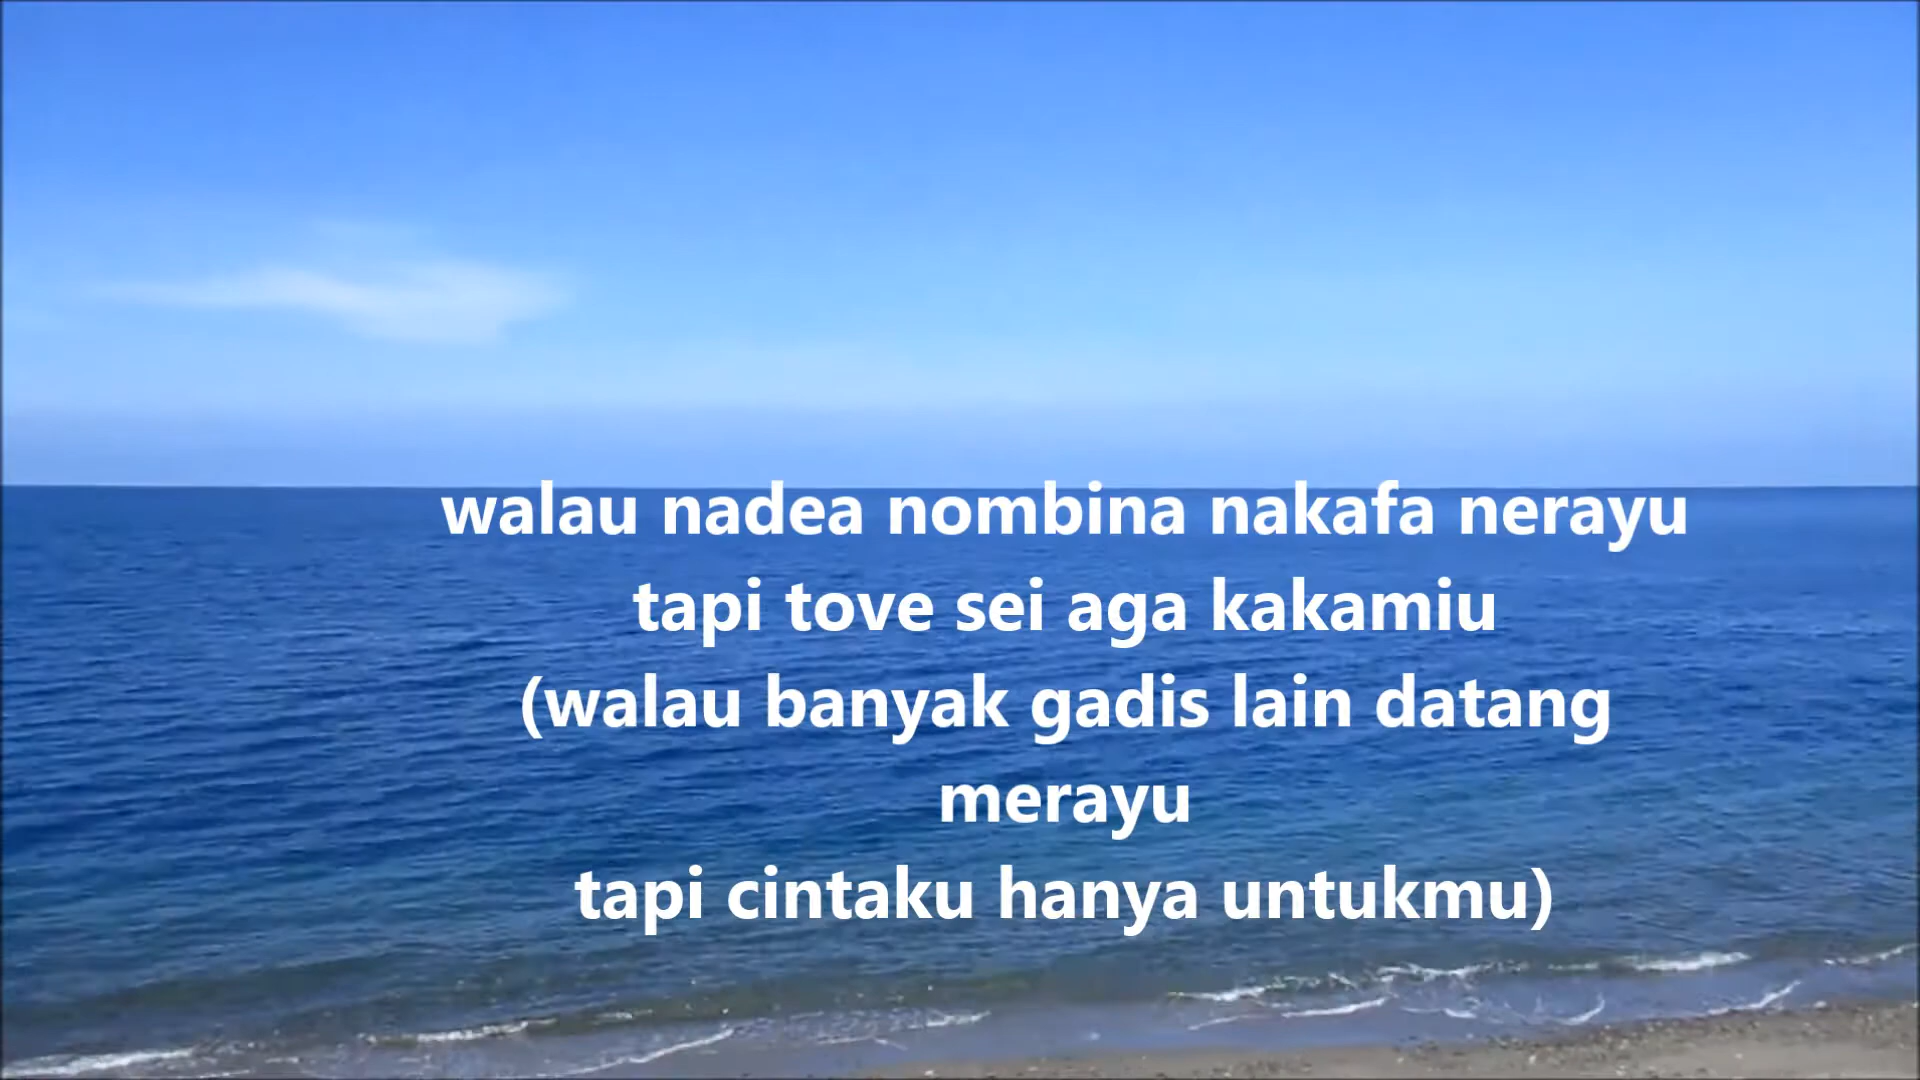 walau nadea nombina nakafa nerayu
tapi tove sei aga kakamiu
(walau banyak gadis lain datang
merayu
tapi cintaku hanya untukmu)